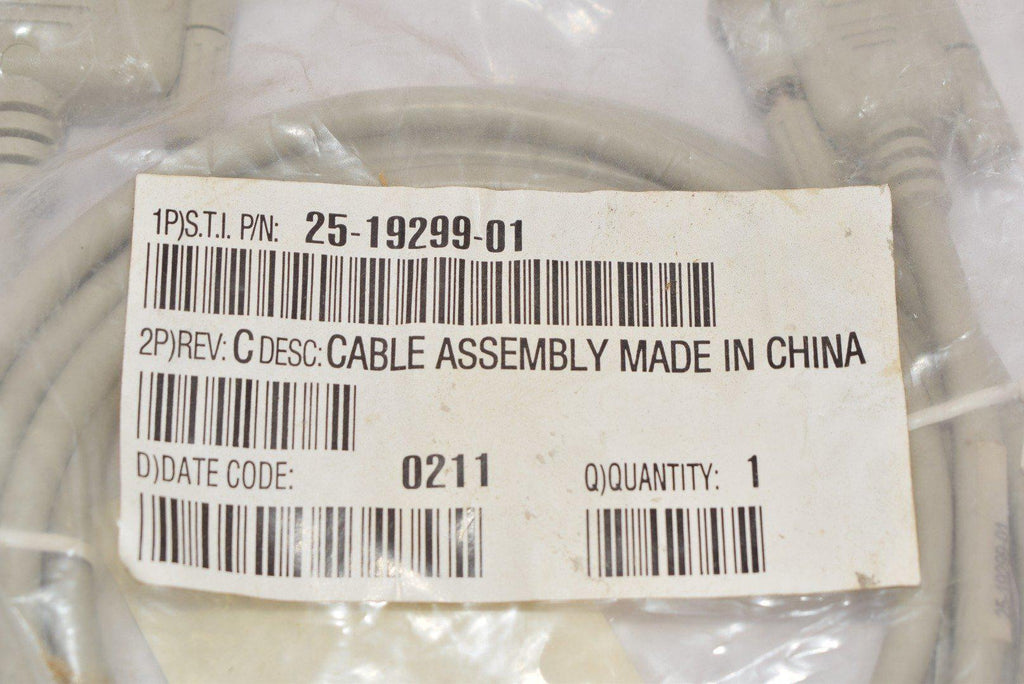 1P)S.T.I. P/N: 25-19299-01
2P)REV: C DESC: CABLE ASSEMBLY MADE IN CHINA
D)DATE CODE: 0211 Q)QUANTITY: 1